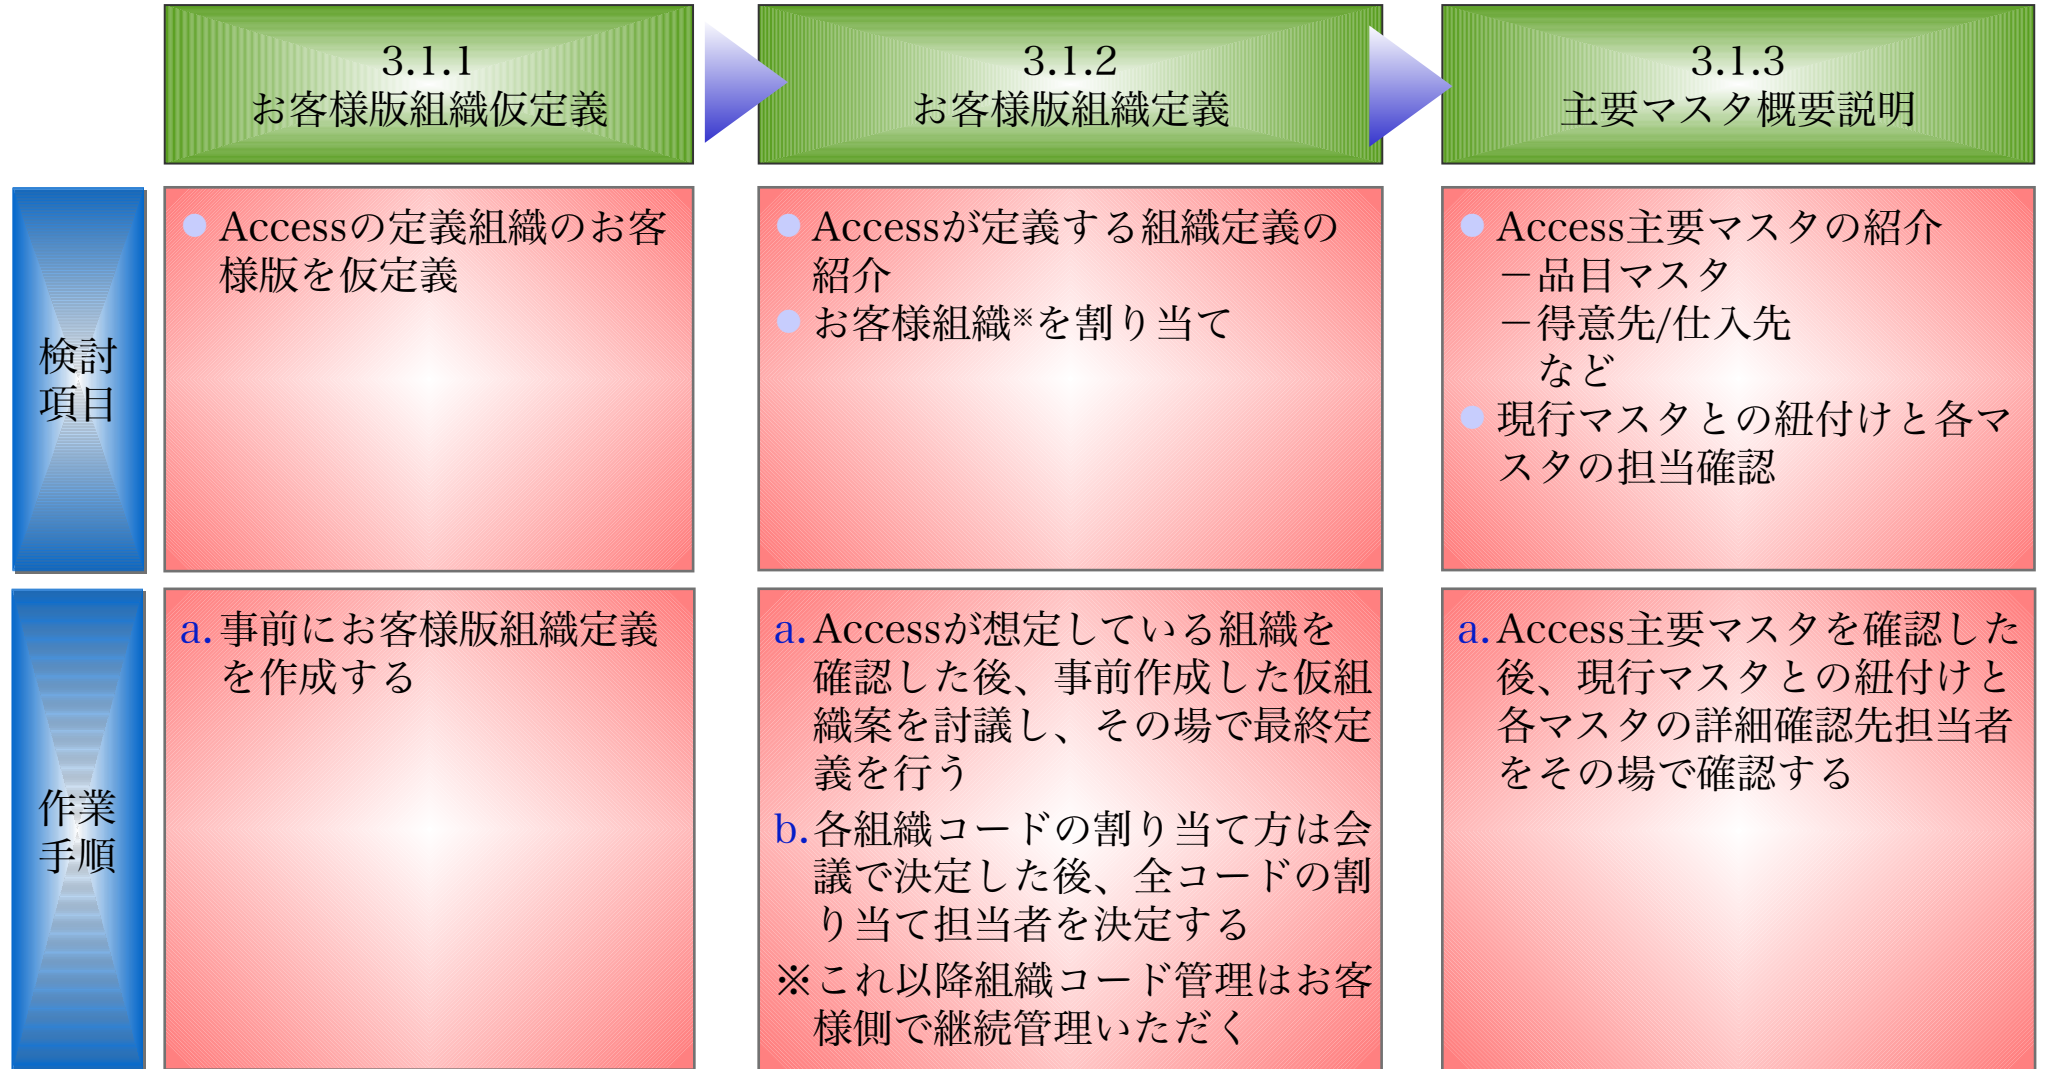 3.1.1
お客様版組織仮定義
3.1.2
お客様版組織定義
3.1.3
主要マスタ概要説明
検討
項目
● Accessの定義組織のお客
様版を仮定義
● Accessが定義する組織定義の
紹介
● お客様組織※を割り当て
● Access主要マスタの紹介
－品目マスタ
－得意先/仕入先
など
● 現行マスタとの紐付けと各マ
スタの担当確認
作業
手順
a. 事前にお客様版組織定義
を作成する
a. Accessが想定している組織を
確認した後、事前作成した仮組
織案を討議し、その場で最終定
義を行う
b. 各組織コードの割り当て方は会
議で決定した後、全コードの割
り当て担当者を決定する
※これ以降組織コード管理はお客
様側で継続管理いただく
a. Access主要マスタを確認した
後、現行マスタとの紐付けと
各マスタの詳細確認先担当者
をその場で確認する